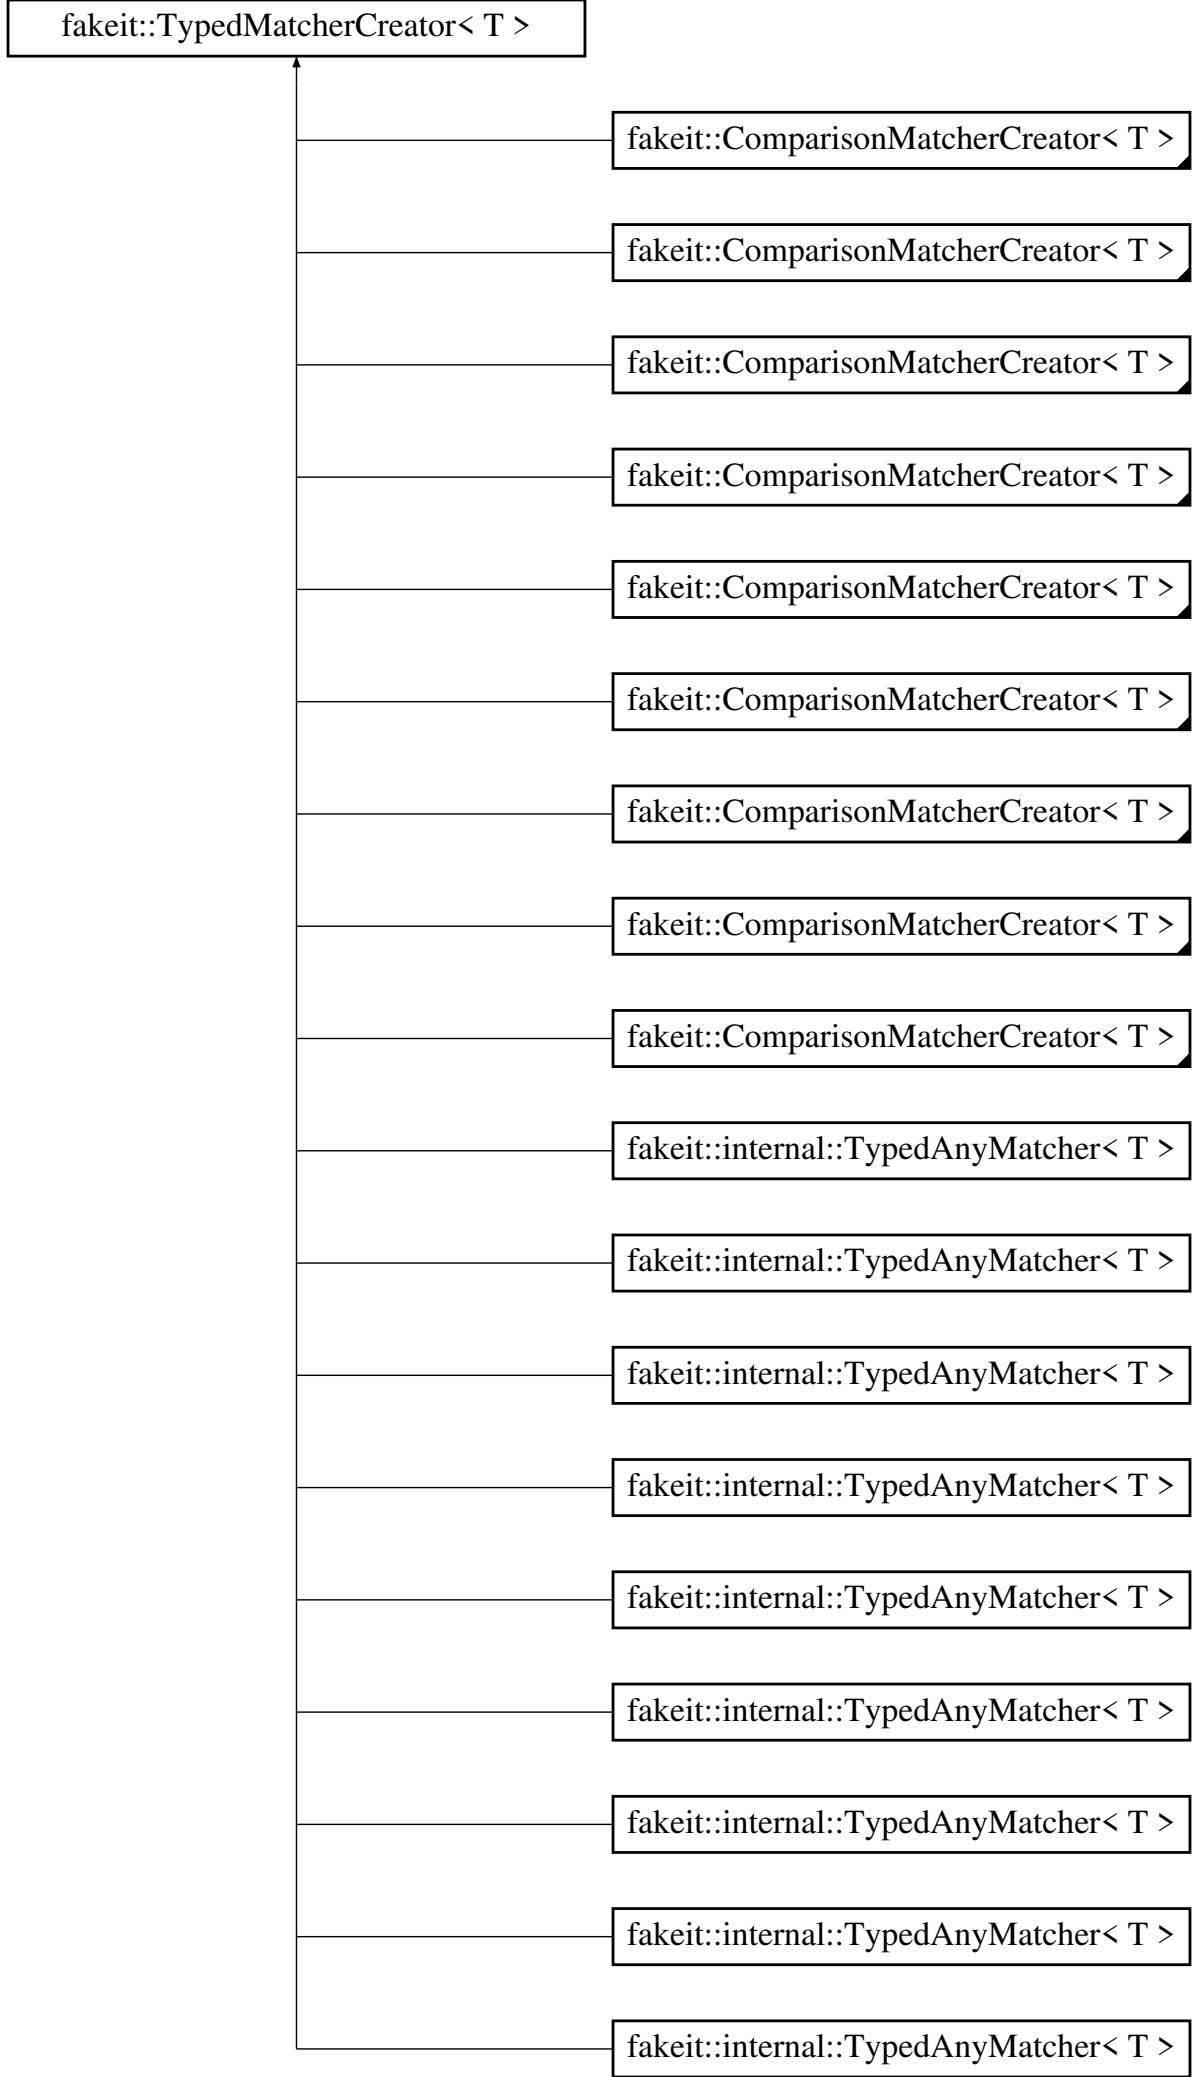 fakeit::TypedMatcherCreator< T >
fakeit::ComparisonMatcherCreator< T >
fakeit::ComparisonMatcherCreator< T >
fakeit::ComparisonMatcherCreator< T >
fakeit::ComparisonMatcherCreator< T >
fakeit::ComparisonMatcherCreator< T >
fakeit::ComparisonMatcherCreator< T >
fakeit::ComparisonMatcherCreator< T >
fakeit::ComparisonMatcherCreator< T >
fakeit::ComparisonMatcherCreator< T >
fakeit::internal::TypedAnyMatcher< T >
fakeit::internal::TypedAnyMatcher< T >
fakeit::internal::TypedAnyMatcher< T >
fakeit::internal::TypedAnyMatcher< T >
fakeit::internal::TypedAnyMatcher< T >
fakeit::internal::TypedAnyMatcher< T >
fakeit::internal::TypedAnyMatcher< T >
fakeit::internal::TypedAnyMatcher< T >
fakeit::internal::TypedAnyMatcher< T >